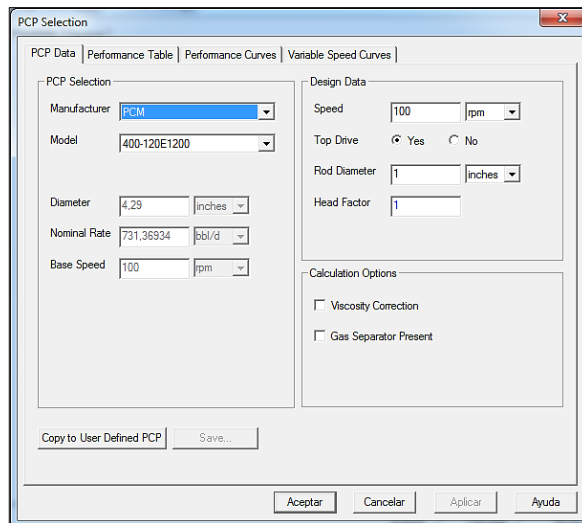 PCP Selection
PCP Data
Performance Table
Performance Curves
Variable Speed Curves
PCP Selection
Manufacturer PCM
Model 400-120E1200
Diameter 4,29 inches
Nominal Rate 731,36934 bbl/d
Base Speed 100 rpm
Design Data
Speed 100 rpm
Top Drive Yes No
Rod Diameter 1 inches
Head Factor 1
Calculation Options
Viscosity Correction
Gas Separator Present
Copy to User Defined PCP
Save...
Aceptar
Cancelar
Aplicar
Ayuda